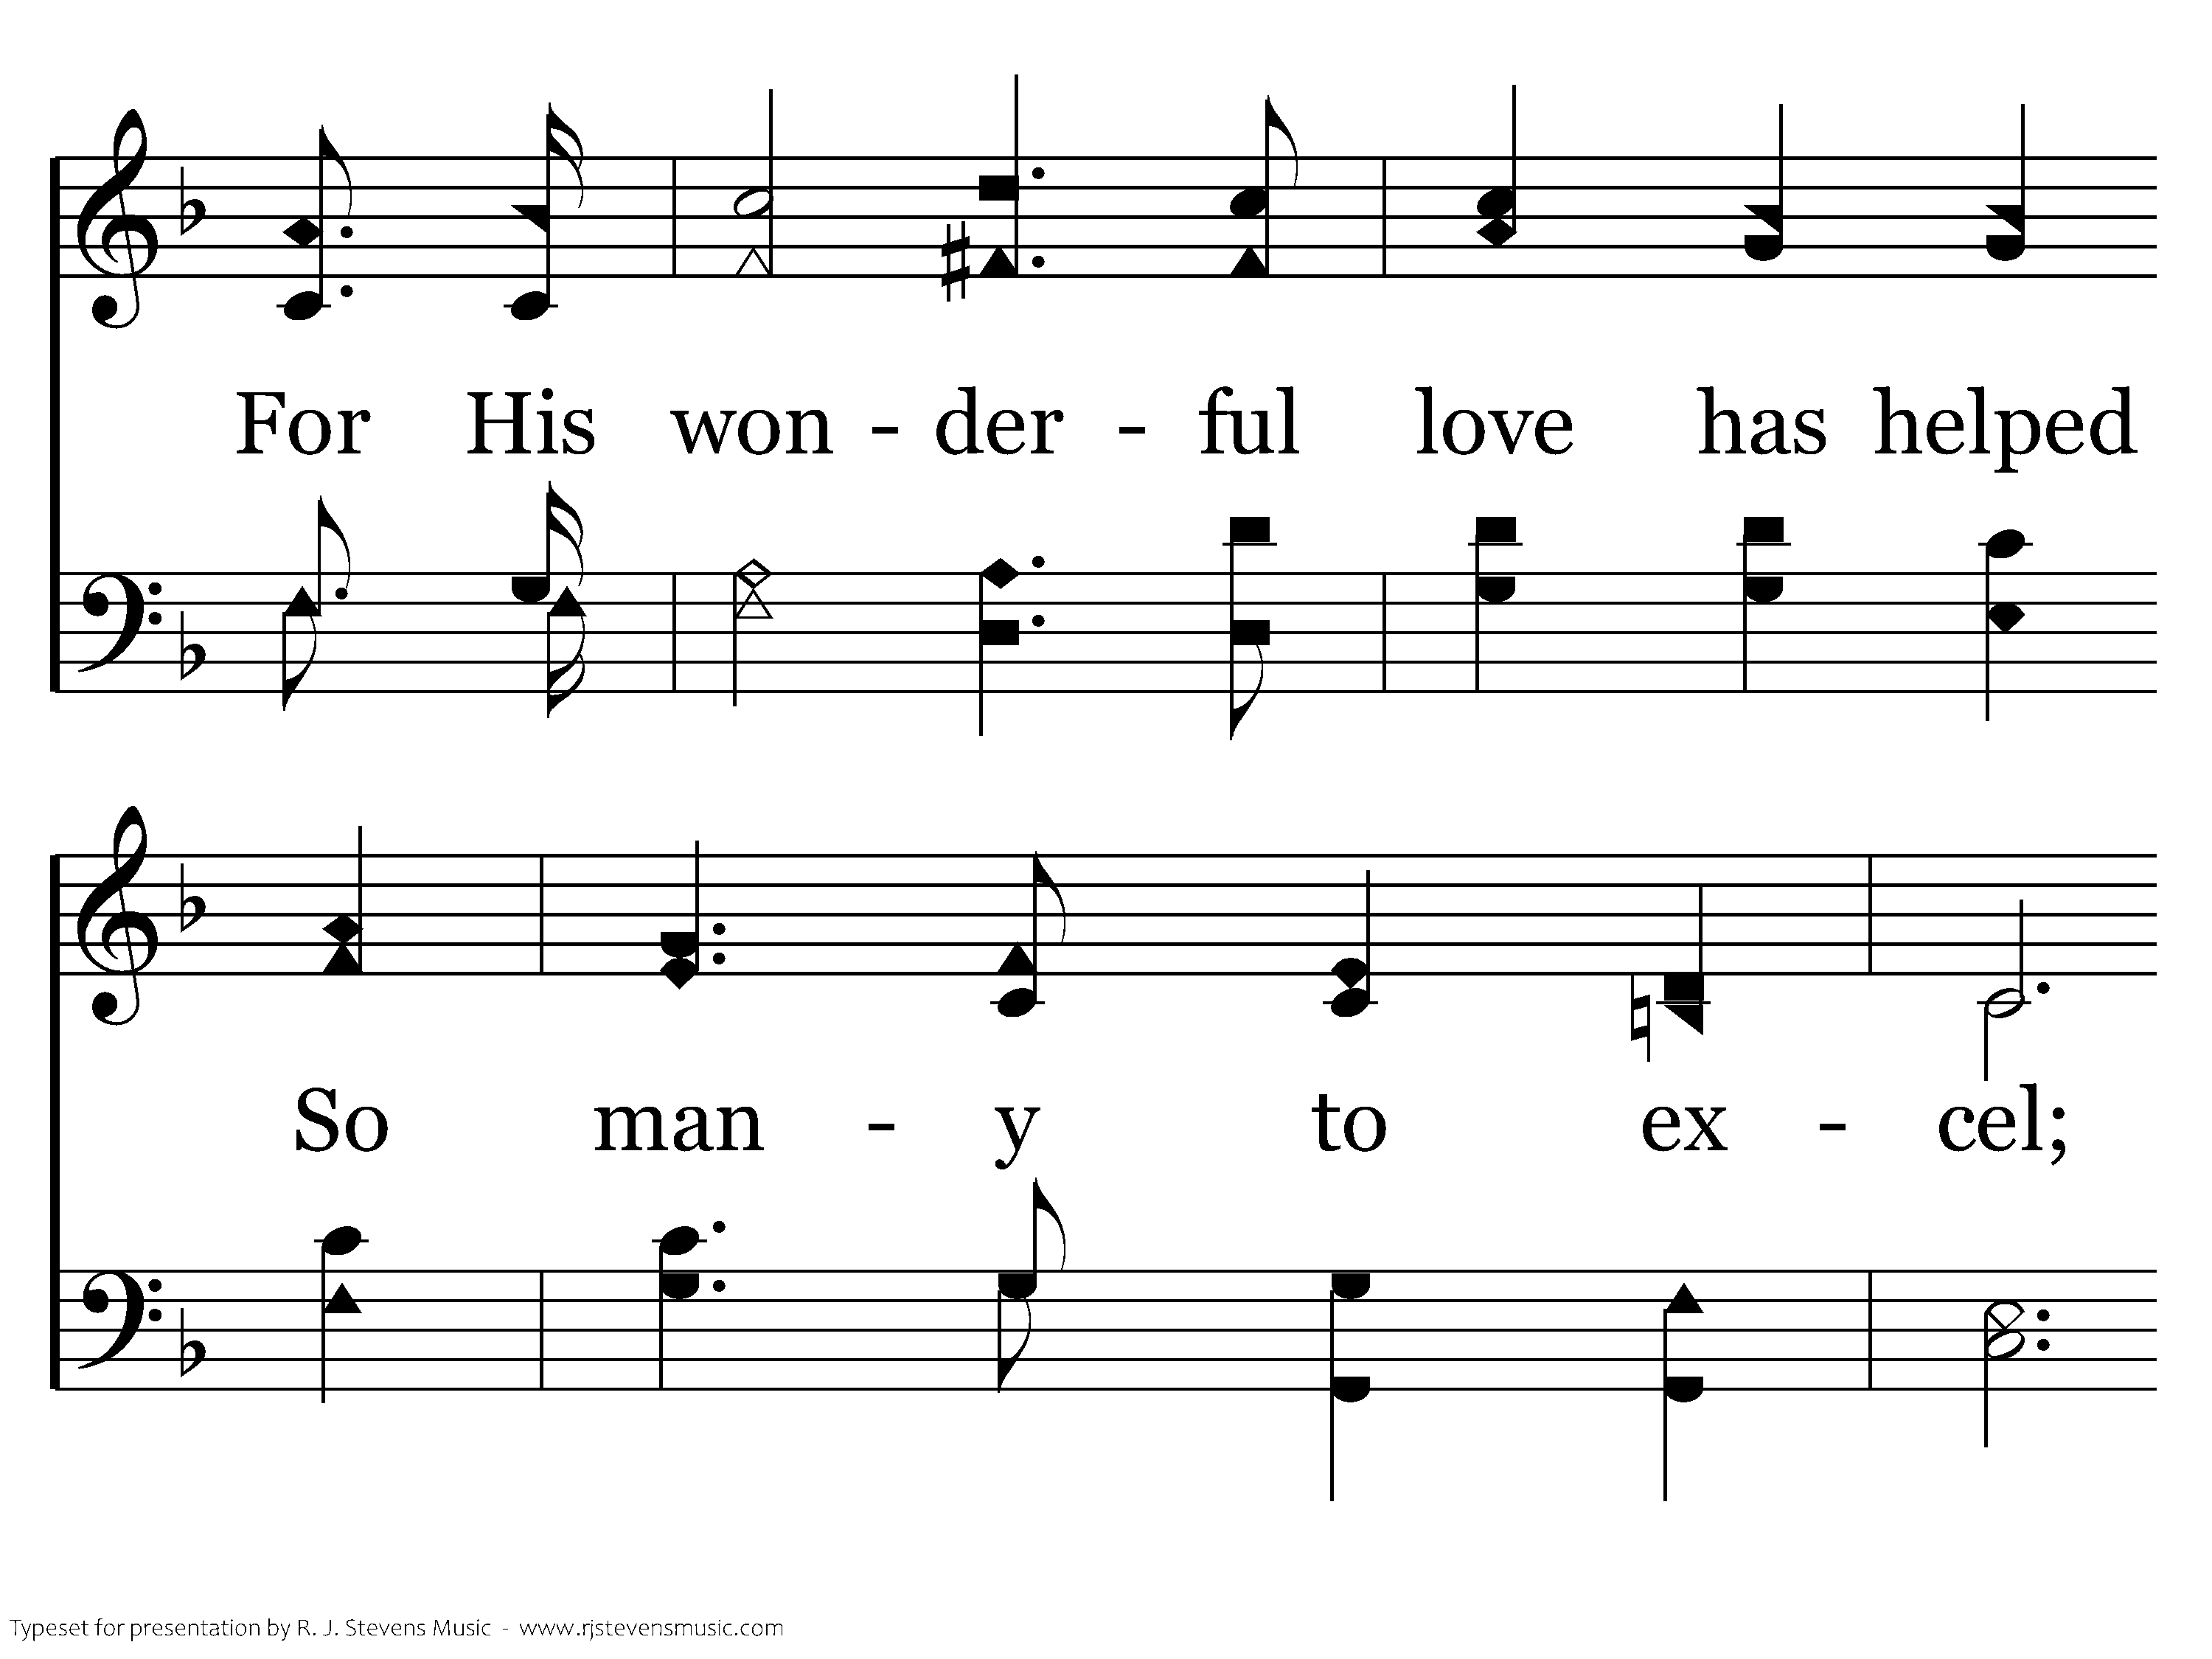 For His won - der - ful love has helped
So man - y to ex - cel;
Typeset for presentation by R. J. Stevens Music - www.rjstevensmusic.com